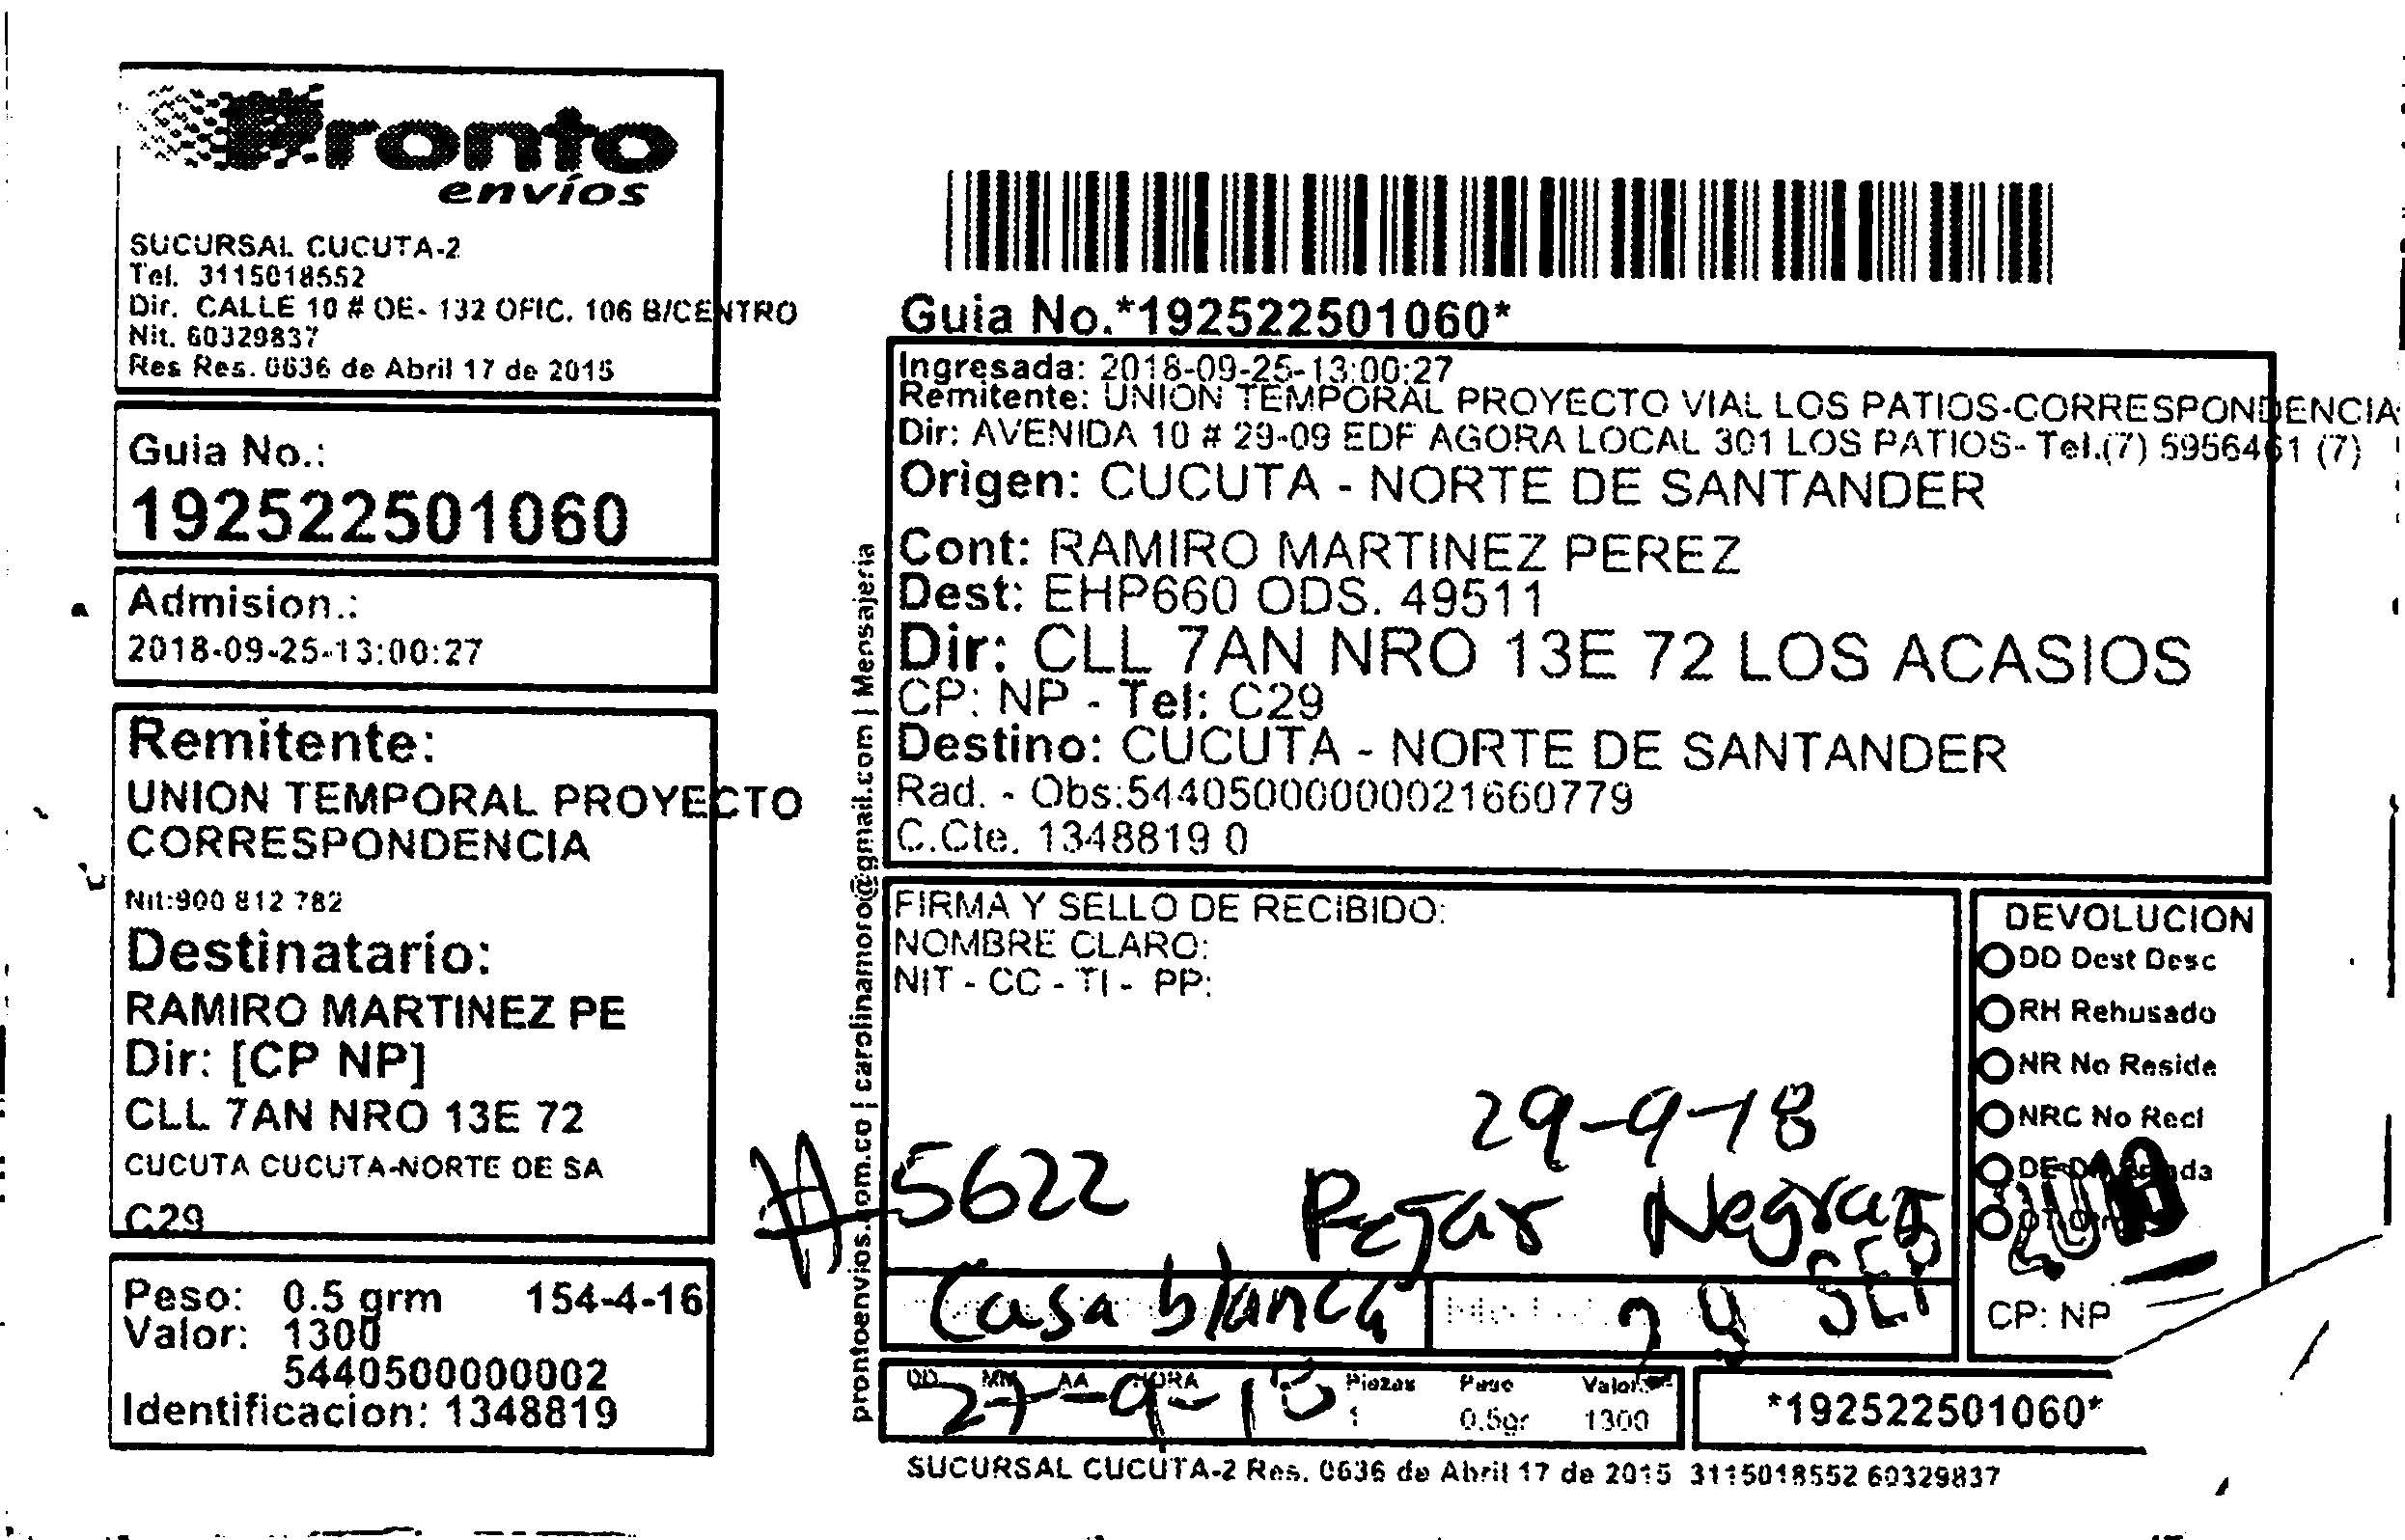 Pronto
envíos
SUCURSAL CUCUTA-2
Tel. 3115018552
Dir. CALLE 10 # OE- 132 OFIC. 106 B/CENTRO
Nit. 60329837
Res Res. 0636 de Abril 17 de 2015
Guia No.:
192522501060
Admision.:
2018-09-25-13:00:27
Remitente:
UNION TEMPORAL PROYECTO
CORRESPONDENCIA
Nit:900 812 782
Destinatario:
RAMIRO MARTINEZ PE
Dir: [CP NP]
CLL 7AN NRO 13E 72
CUCUTA CUCUTA-NORTE DE SA
C29
Peso: 0.5 grm 154-4-16
Valor: 1300
5440500000002
Identificacion: 1348819
prontoenvios.com.co | carolinamoro@gmail.com | Mensajeria
Guia No.*192522501060*
Ingresada: 2018-09-25-13:00:27
Remitente: UNION TEMPORAL PROYECTO VIAL LOS PATIOS-CORRESPONDENCIA
Dir: AVENIDA 10 # 29-09 EDF AGORA LOCAL 301 LOS PATIOS- Tel.(7) 5956461 (7)
Origen: CUCUTA - NORTE DE SANTANDER
Cont: RAMIRO MARTINEZ PEREZ
Dest: EHP660 ODS. 49511
Dir: CLL 7AN NRO 13E 72 LOS ACASIOS
CP: NP - Tel: C29
Destino: CUCUTA - NORTE DE SANTANDER
Rad. - Obs:544050000000021660779
C.Cte. 1348819 0
FIRMA Y SELLO DE RECIBIDO:
NOMBRE CLARO:
NIT - CC - TI - PP:
29-9-18
5622
Rejas Negras
Casa blanca
SEP
DEVOLUCION
DD Dest Desc
RH Rehusado
NR No Reside
NRC No Recl
DE
CP: NP
DD MM AA HORA Piezas Peso Valor
27-9-18 1 0.5gr 1300
*192522501060*
SUCURSAL CUCUTA-2 Res. 0636 de Abril 17 de 2015 3115018552 60329837